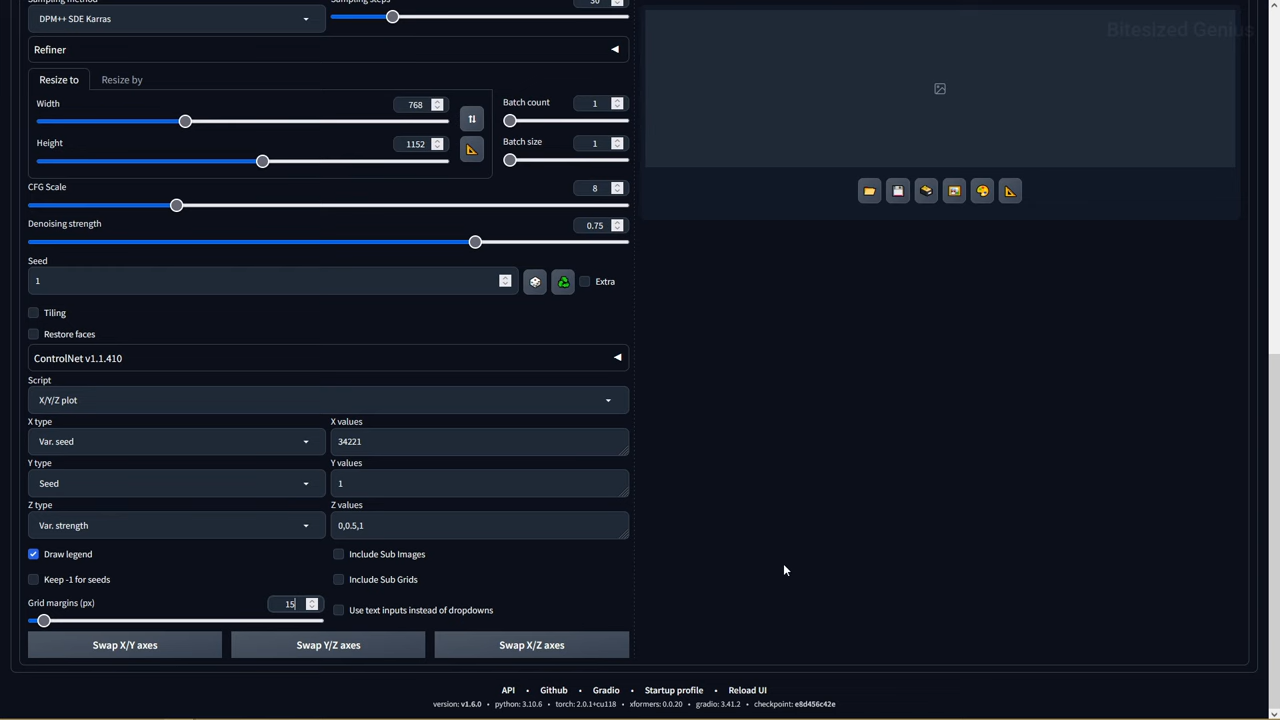 Sampling method
Sampling steps
30
DPM++ SDE Karras
Bitesized Genius
Refiner
Resize to
Resize by
Width
768
Height
1152
Batch count
1
Batch size
1
CFG Scale
8
Denoising strength
0.75
Seed
1
Extra
Tiling
Restore faces
ControlNet v1.1.410
Script
X/Y/Z plot
X type
X values
Var. seed
34221
Y type
Y values
Seed
1
Z type
Z values
Var. strength
0,0.5,1
Draw legend
Include Sub Images
Keep -1 for seeds
Include Sub Grids
Grid margins (px)
15
Use text inputs instead of dropdowns
Swap X/Y axes
Swap Y/Z axes
Swap X/Z axes
API • Github • Gradio • Startup profile • Reload UI
version: v1.6.0 • python: 3.10.6 • torch: 2.0.1+cu118 • xformers: 0.0.20 • gradio: 3.41.2 • checkpoint: e8d456c42e